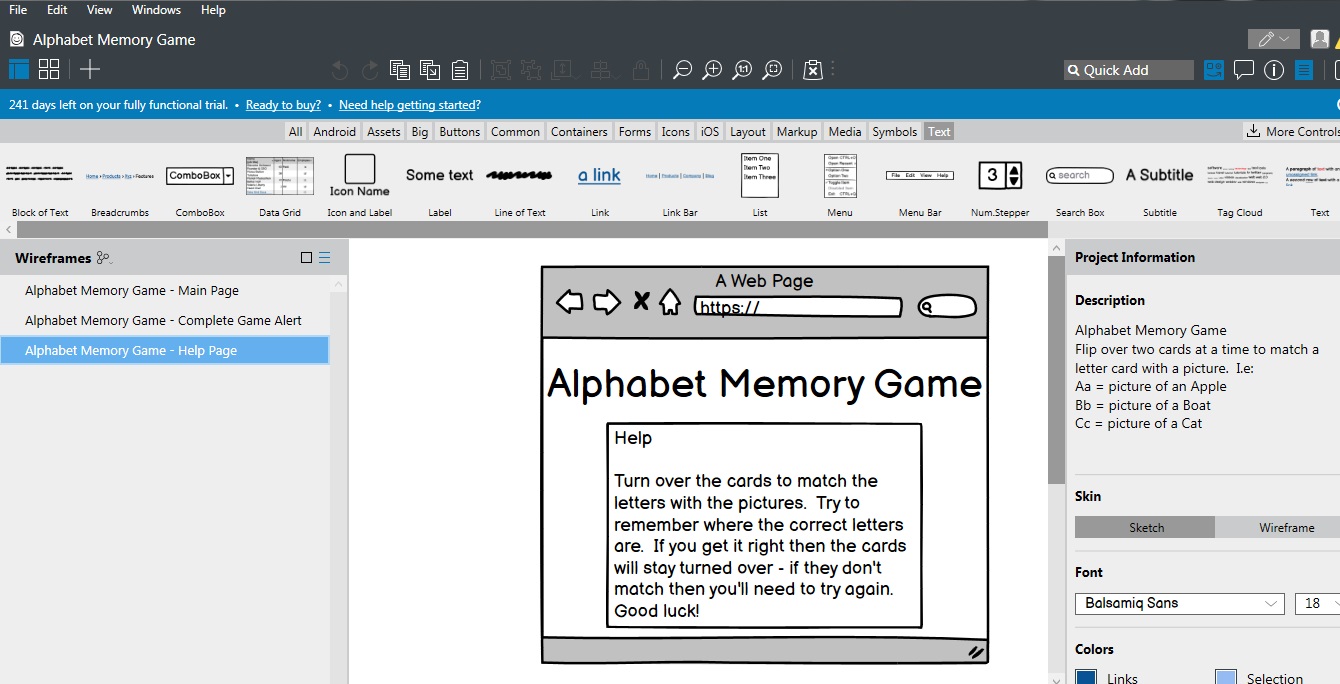 File Edit View Windows Help
Alphabet Memory Game
1:1
Quick Add
241 days left on your fully functional trial. • Ready to buy? • Need help getting started?
All Android Assets Big Buttons Common Containers Forms Icons iOS Layout Markup Media Symbols Text
More Controls
ComboBox
Icon Name
Some text
a link
Item One
Item Two
Item Three
File Edit View Help
3
search
A Subtitle
Block of Text Breadcrumbs ComboBox Data Grid Icon and Label Label Line of Text Link Link Bar List Menu Menu Bar Num.Stepper Search Box Subtitle Tag Cloud Text
Wireframes
Alphabet Memory Game - Main Page
Alphabet Memory Game - Complete Game Alert
Alphabet Memory Game - Help Page
A Web Page
https://
Alphabet Memory Game
Help
Turn over the cards to match the
letters with the pictures. Try to
remember where the correct letters
are. If you get it right then the cards
will stay turned over - if they don't
match then you'll need to try again.
Good luck!
Project Information
Description
Alphabet Memory Game
Flip over two cards at a time to match a
letter card with a picture. I.e:
Aa = picture of an Apple
Bb = picture of a Boat
Cc = picture of a Cat
Skin
Sketch Wireframe
Font
Balsamiq Sans 18
Colors
Links Selection